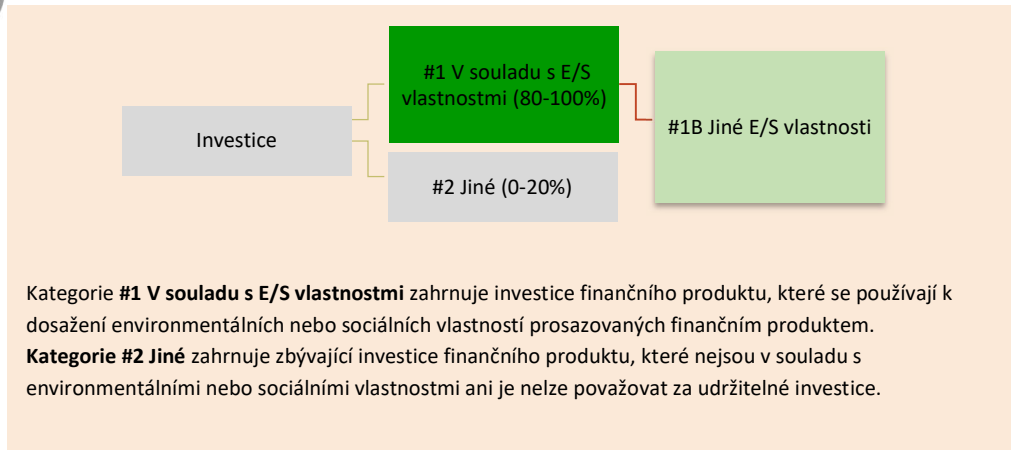 #1 V souladu s E/S
vlastnostmi (80-100%)
Investice
#1B Jiné E/S vlastnosti
#2 Jiné (0-20%)
Kategorie #1 V souladu s E/S vlastnostmi zahrnuje investice finančního produktu, které se používají k
dosažení environmentálních nebo sociálních vlastností prosazovaných finančním produktem.
Kategorie #2 Jiné zahrnuje zbývající investice finančního produktu, které nejsou v souladu s
environmentálními nebo sociálními vlastnostmi ani je nelze považovat za udržitelné investice.